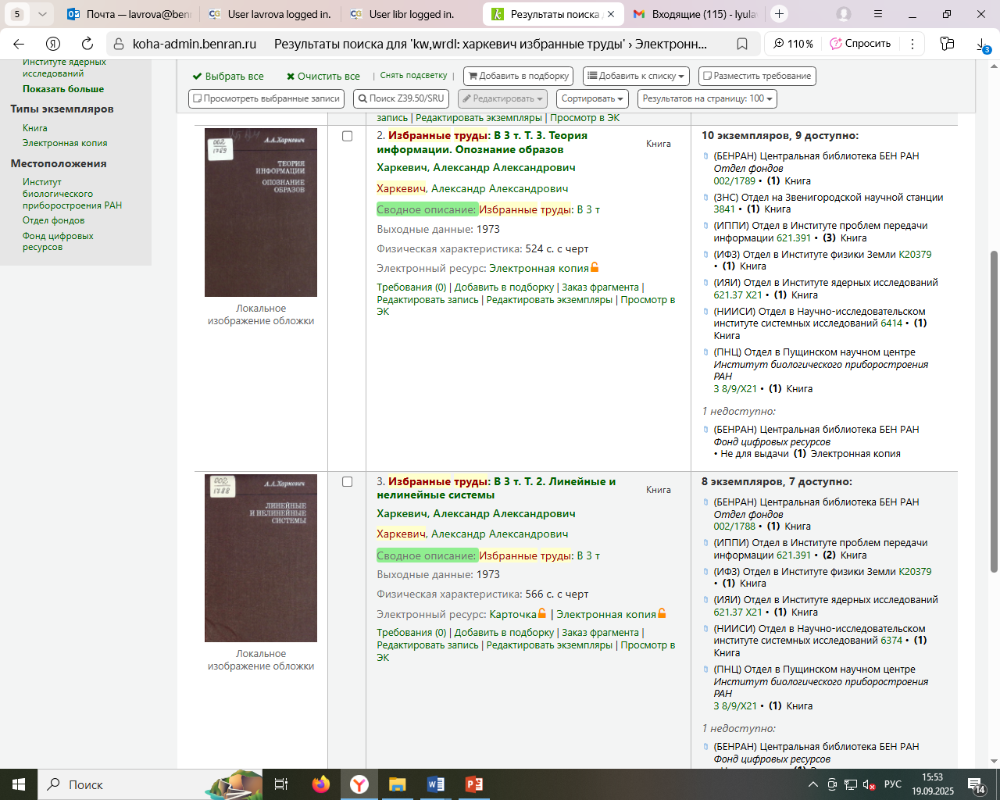 5
Почта — lavrova@ben
User lavrova logged in.
User libr logged in.
Результаты поиска
Входящие (115) - lyula
koha-admin.benran.ru
Результаты поиска для 'kw,wrdl: харкевич избранные труды' › Электронн...
110%
Спросить
3
Институте ядерных
исследований
Показать больше
Типы экземпляров
Книга
Электронная копия
Местоположения
Институт
биологического
приборостроения РАН
Отдел фондов
Фонд цифровых
ресурсов
Выбрать все
Очистить все
| Снять подсветку |
Добавить в подборку
Добавить к списку
Разместить требование
Просмотреть выбранные записи
Поиск Z39.50/SRU
Редактировать
Сортировать
Результатов на страницу: 100
запись | Редактировать экземпляры | Просмотр в ЭК
002
1789
А.А.Харкевич
ТЕОРИЯ
ИНФОРМАЦИИ
ОПОЗНАНИЕ
ОБРАЗОВ
Локальное
изображение обложки
2. Избранные труды: В 3 т. Т. 3. Теория
информации. Опознание образов
Книга
Харкевич, Александр Александрович
Харкевич, Александр Александрович
Сводное описание: Избранные труды: В 3 т
Выходные данные: 1973
Физическая характеристика: 524 с. с черт
Электронный ресурс: Электронная копия
Требования (0) | Добавить в подборку | Заказ фрагмента |
Редактировать запись | Редактировать экземпляры | Просмотр в
ЭК
10 экземпляров, 9 доступно:
(БЕНРАН) Центральная библиотека БЕН РАН
Отдел фондов
002/1789 • (1) Книга
(ЗНС) Отдел на Звенигородской научной станции
3841 • (1) Книга
(ИППИ) Отдел в Институте проблем передачи
информации 621.391 • (3) Книга
(ИФЗ) Отдел в Институте физики Земли К20379
• (1) Книга
(ИЯИ) Отдел в Институте ядерных исследований
621.37 Х21 • (1) Книга
(НИИСИ) Отдел в Научно-исследовательском
институте системных исследований 6414 • (1)
Книга
(ПНЦ) Отдел в Пущинском научном центре
Институт биологического приборостроения
РАН
З 8/9/Х21 • (1) Книга
1 недоступно:
(БЕНРАН) Центральная библиотека БЕН РАН
Фонд цифровых ресурсов
• Не для выдачи (1) Электронная копия
002
1788
А.А.Харкевич
ЛИНЕЙНЫЕ
И НЕЛИНЕЙНЫЕ
СИСТЕМЫ
Локальное
изображение обложки
3. Избранные труды: В 3 т. Т. 2. Линейные и
нелинейные системы
Книга
Харкевич, Александр Александрович
Харкевич, Александр Александрович
Сводное описание: Избранные труды: В 3 т
Выходные данные: 1973
Физическая характеристика: 566 с. с черт
Электронный ресурс: Карточка | Электронная копия
Требования (0) | Добавить в подборку | Заказ фрагмента |
Редактировать запись | Редактировать экземпляры | Просмотр в
ЭК
8 экземпляров, 7 доступно:
(БЕНРАН) Центральная библиотека БЕН РАН
Отдел фондов
002/1788 • (1) Книга
(ИППИ) Отдел в Институте проблем передачи
информации 621.391 • (2) Книга
(ИФЗ) Отдел в Институте физики Земли К20379
• (1) Книга
(ИЯИ) Отдел в Институте ядерных исследований
621.37 Х21 • (1) Книга
(НИИСИ) Отдел в Научно-исследовательском
институте системных исследований 6374 • (1)
Книга
(ПНЦ) Отдел в Пущинском научном центре
Институт биологического приборостроения
РАН
З 8/9/Х21 • (1) Книга
1 недоступно:
(БЕНРАН) Центральная библиотека БЕН РАН
Фонд цифровых ресурсов
Поиск
РУС
15:53
19.09.2025
14